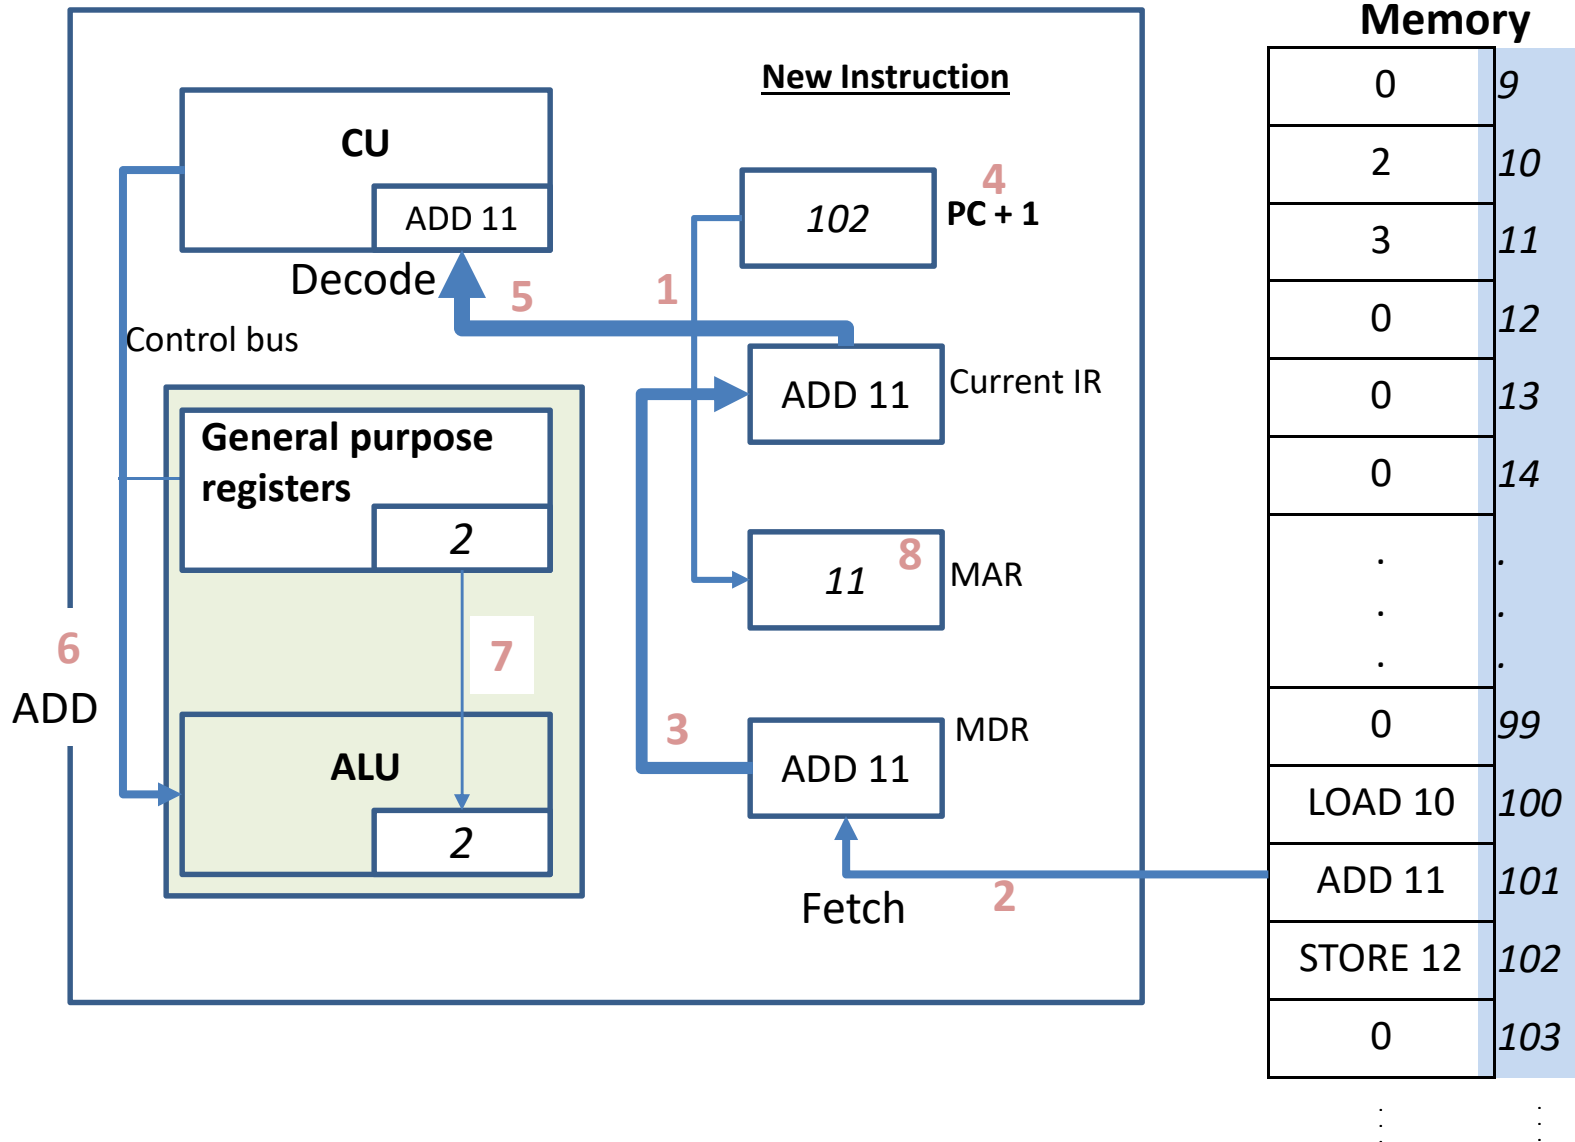 Memory
New Instruction
CU
ADD 11
Decode
Control bus
General purpose
registers
2
6
ADD
7
ALU
2
4
102
PC + 1
5
1
ADD 11
Current IR
8
11
MAR
3
ADD 11
MDR
Fetch
2
0 9
2 10
3 11
0 12
0 13
0 14
. .
. .
. .
0 99
LOAD 10 100
ADD 11 101
STORE 12 102
0 103
. .
. .
. .